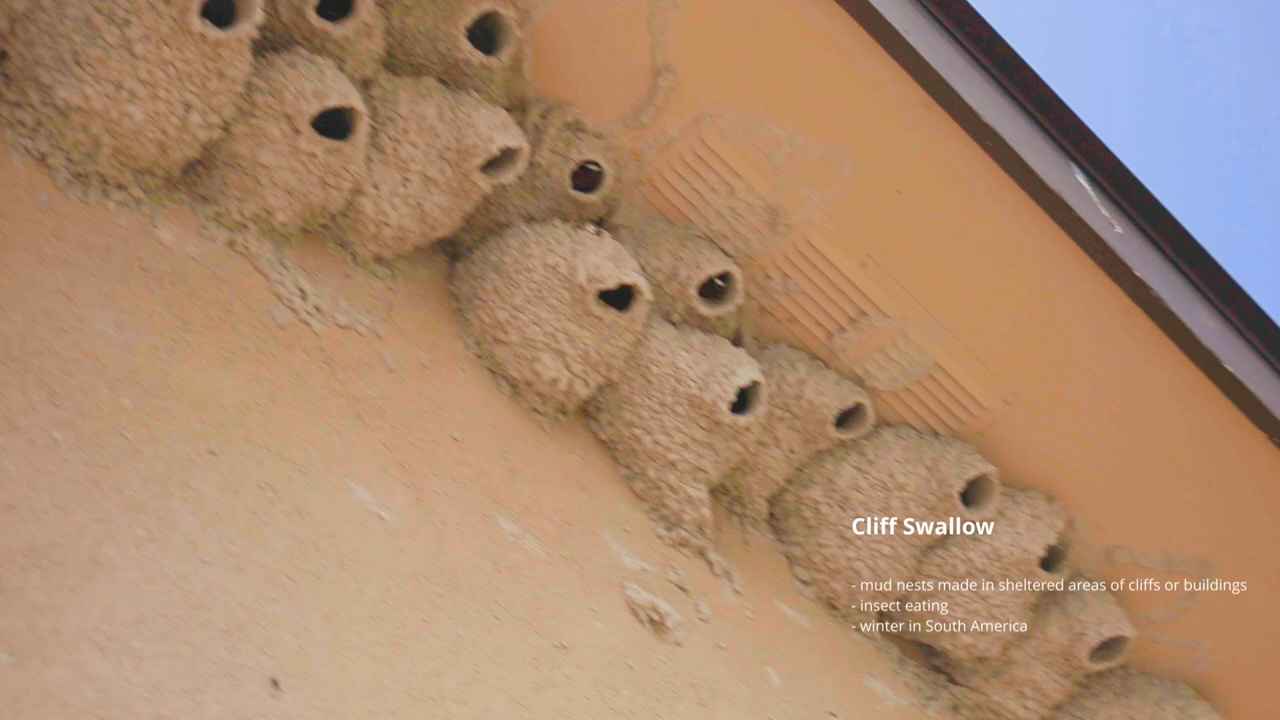 Cliff Swallow
- mud nests made in sheltered areas of cliffs or buildings
- insect eating
- winter in South America